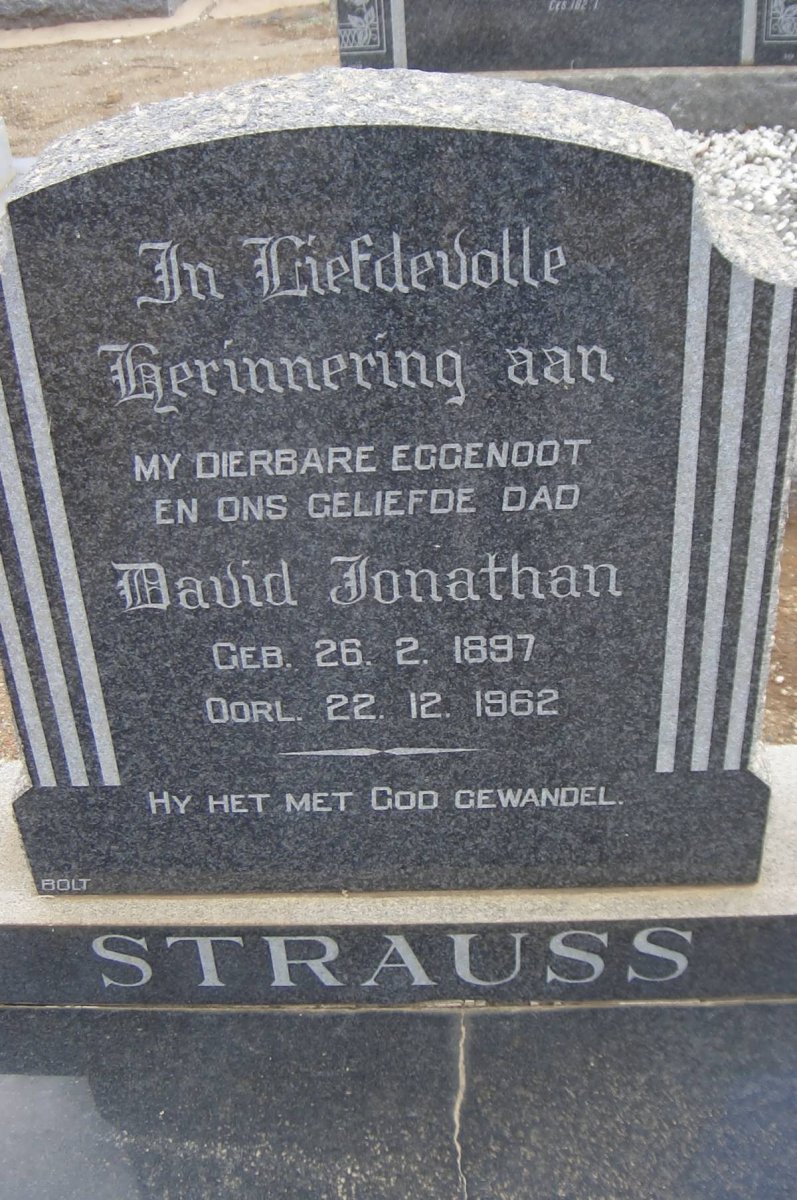 In Liefdevolle
Herinnering aan
MY DIERBARE EGGENOOT
EN ONS GELIEFDE DAD
David Jonathan
GEB. 26. 2. 1897
OORL. 22. 12. 1962
HY HET MET GOD GEWANDEL.
BOLT
STRAUSS